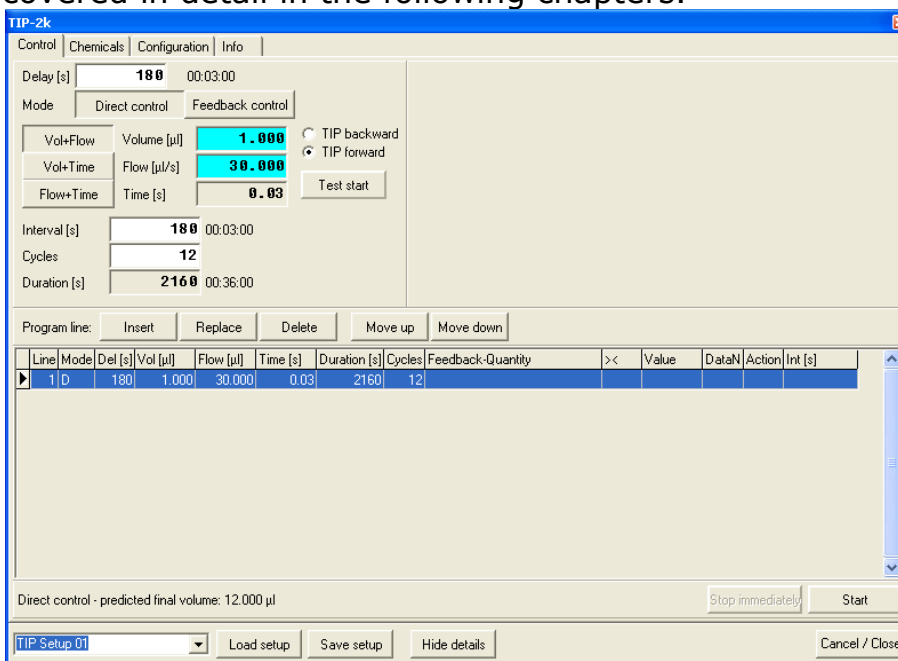 covered in detail in the following chapters.
TIP-2k
Control Chemicals Configuration Info
Delay [s] 180 00:03:00
Mode Direct control Feedback control
Vol+Flow Volume [µl] 1.000 TIP backward
TIP forward
Vol+Time Flow [µl/s] 30.000
Flow+Time Time [s] 0.03 Test start
Interval [s] 180 00:03:00
Cycles 12
Duration [s] 2160 00:36:00
Program line: Insert Replace Delete Move up Move down
Line Mode Del [s] Vol [µl] Flow [µl] Time [s] Duration [s] Cycles Feedback-Quantity >< Value DataN Action Int [s]
1 D 180 1.000 30.000 0.03 2160 12
Direct control - predicted final volume: 12.000 µl Stop immediately Start
TIP Setup 01 Load setup Save setup Hide details Cancel / Close